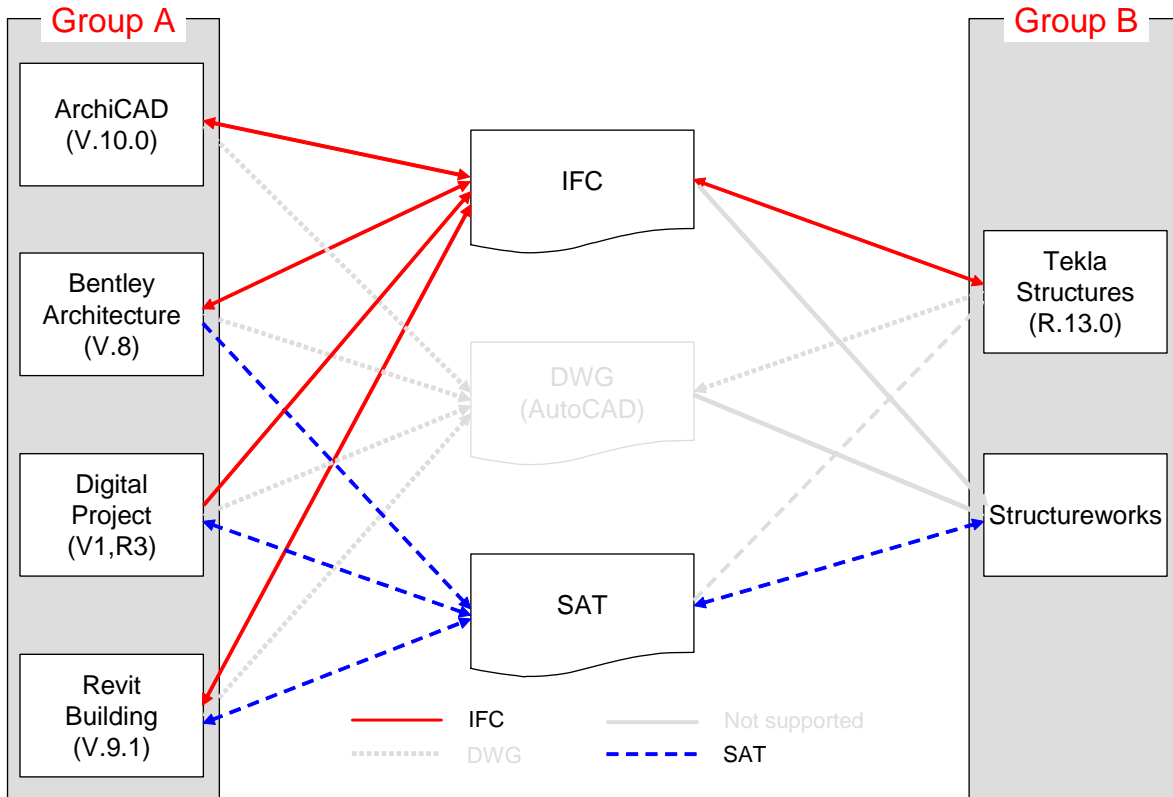 Group A
Group B
ArchiCAD
(V.10.0)
IFC
Bentley
Architecture
(V.8)
Tekla
Structures
(R.13.0)
DWG
(AutoCAD)
Digital
Project
(V1,R3)
Structureworks
SAT
Revit
Building
(V.9.1)
IFC
Not supported
DWG
SAT